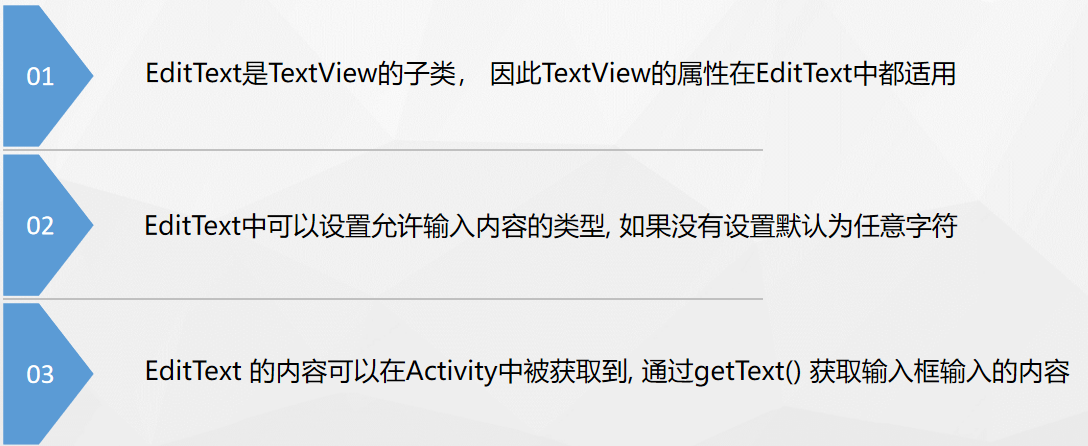 01
EditText是TextView的子类， 因此TextView的属性在EditText中都适用
02
EditText中可以设置允许输入内容的类型, 如果没有设置默认为任意字符
03
EditText 的内容可以在Activity中被获取到, 通过getText() 获取输入框输入的内容